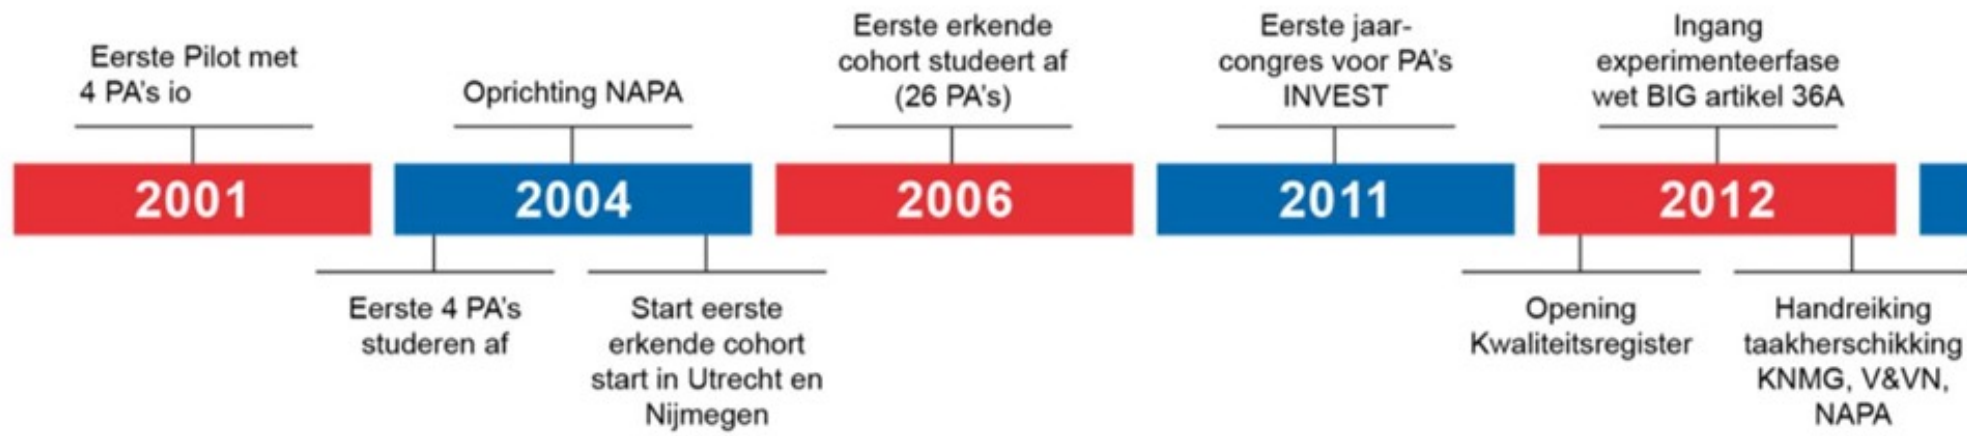 Eerste Pilot met
4 PA's io
Oprichting NAPA
Eerste erkende
cohort studeert af
(26 PA's)
Eerste jaar-
congres voor PA's
INVEST
Ingang
experimenteerfase
wet BIG artikel 36A
2001
2004
2006
2011
2012
Eerste 4 PA's
studeren af
Start eerste
erkende cohort
start in Utrecht en
Nijmegen
Opening
Kwaliteitsregister
Handreiking
taakherschikking
KNMG, V&VN,
NAPA